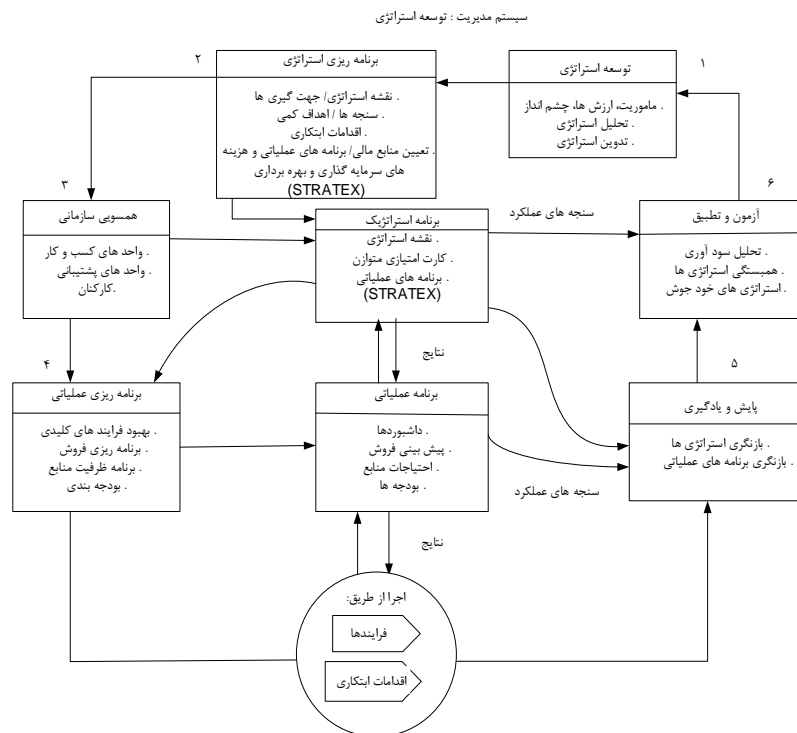 سیستم مدیریت : توسعه استراتژی
۱
توسعه استراتژی
. ماموریت، ارزش ها، چشم انداز
. تحلیل استراتژی
. تدوین استراتژی
۲
برنامه ریزی استراتژی
. نقشه استراتژی/ جهت گیری ها
. سنجه ها / اهداف کمی
. اقدامات ابتکاری
. تعیین منابع مالی/ برنامه های عملیاتی و هزینه
های سرمایه گذاری و بهره برداری
(STRATEX)
۳
همسویی سازمانی
. واحد های کسب و کار
. واحد های پشتیبانی
.کارکنان
برنامه استراتژیک
. نقشه استراتژی
. کارت امتیازی متوازن
. برنامه های عملیاتی
(STRATEX)
سنجه های عملکرد
۶
آزمون و تطبیق
. تحلیل سود آوری
. همبستگی استراتژی ها
. استراتژی های خود جوش
نتایج
۴
برنامه ریزی عملیاتی
. بهبود فرایند های کلیدی
. برنامه ریزی فروش
. برنامه ظرفیت منابع
. بودجه بندی
برنامه عملیاتی
. داشبوردها
. پیش بینی فروش
. احتیاجات منابع
. بودجه ها
سنجه های عملکرد
۵
پایش و یادگیری
. بازنگری استراتژی ها
. بازنگری برنامه های عملیاتی
نتایج
اجرا از طریق:
فرایندها
اقدامات ابتکاری